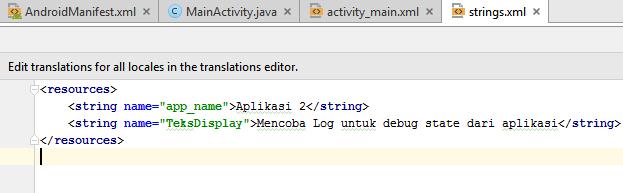 AndroidManifest.xml × MainActivity.java × activity_main.xml × strings.xml ×
Edit translations for all locales in the translations editor.
<resources>
<string name="app_name">Aplikasi 2</string>
<string name="TeksDisplay">Mencoba Log untuk debug state dari aplikasi</string>
</resources>